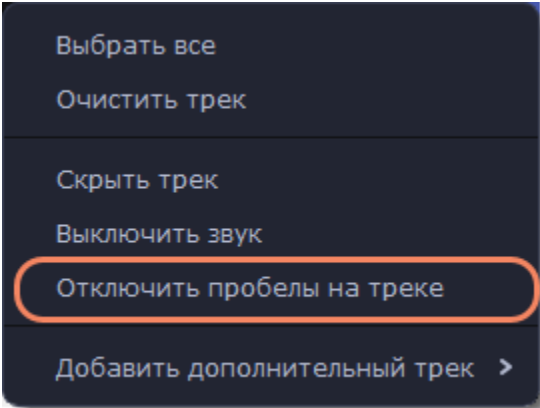 Выбрать все
Очистить трек
Скрыть трек
Выключить звук
Отключить пробелы на треке
Добавить дополнительный трек